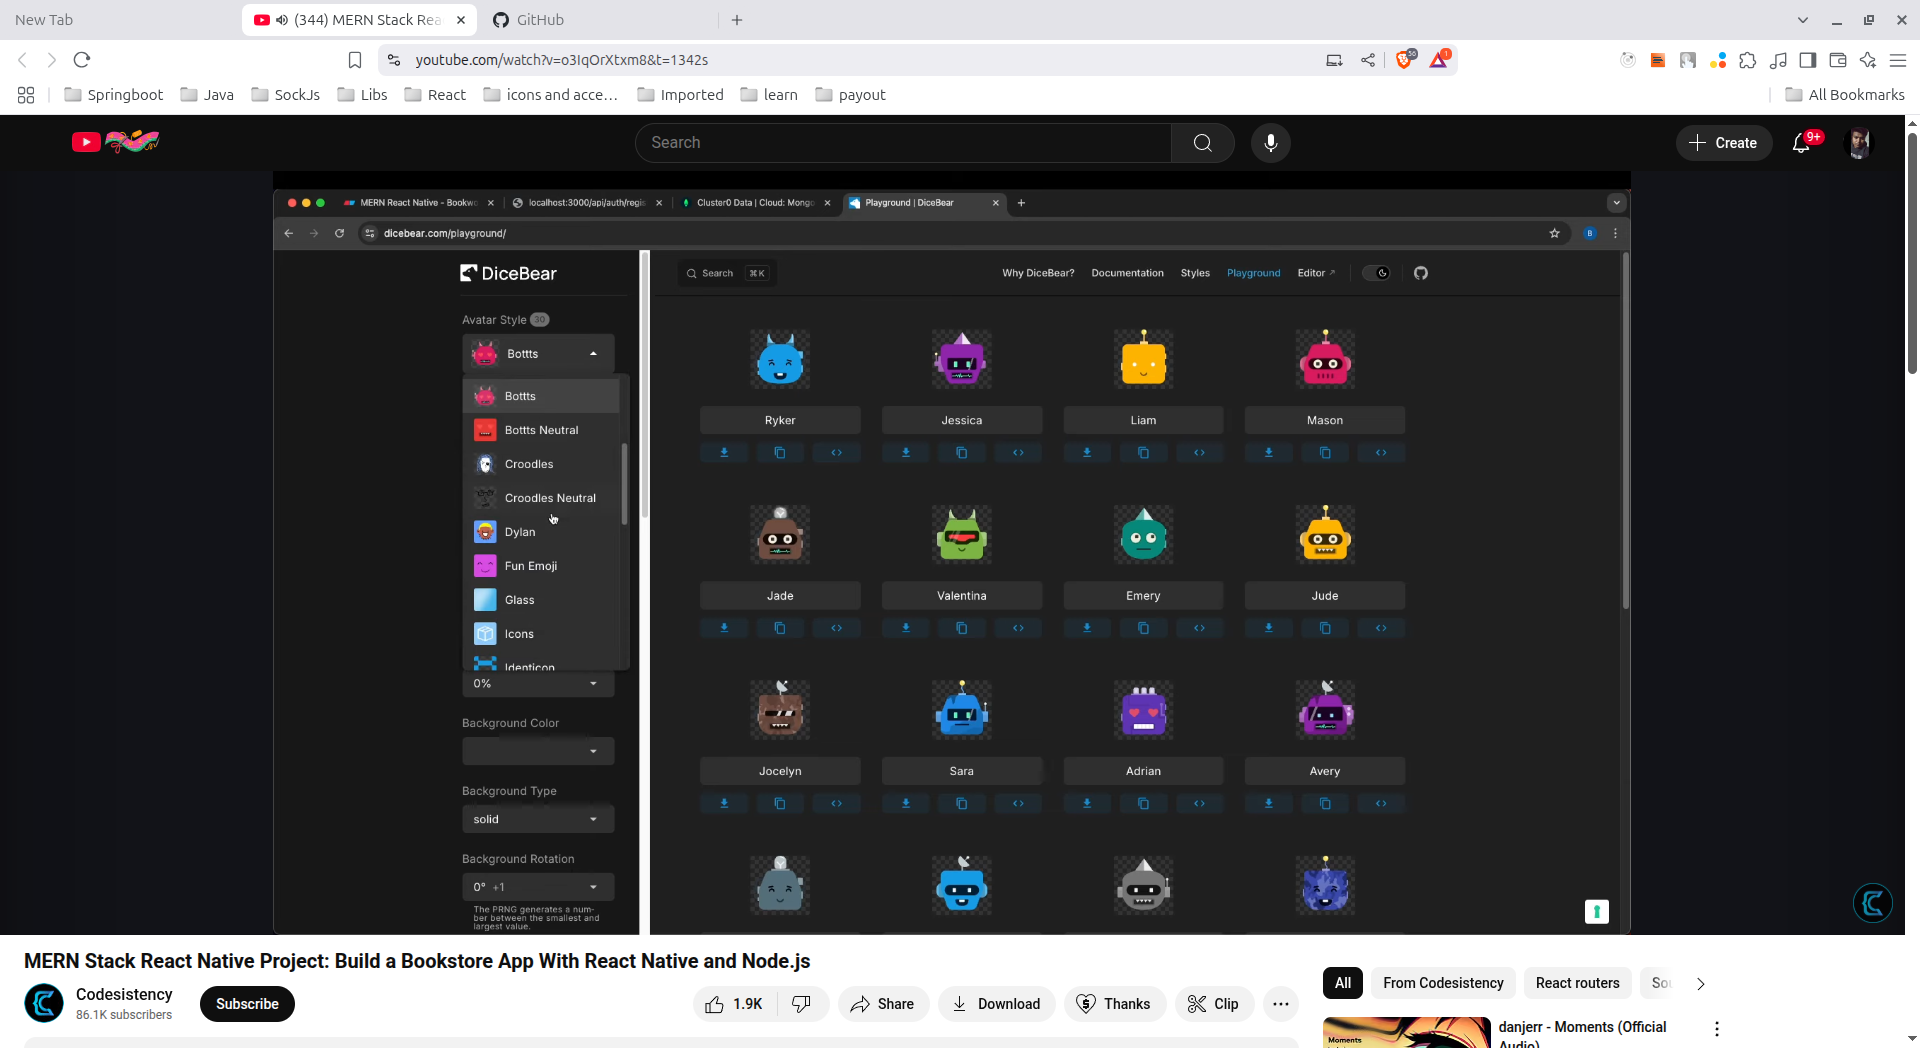 New Tab
(344) MERN Stack Rea
GitHub
youtube.com/watch?v=o3IqOrXtxm8&t=1342s
56
1
Springboot
Java
SockJs
Libs
React
icons and acce...
Imported
learn
payout
All Bookmarks
Search
Create
9+
MERN React Native - Bookwo
localhost:3000/api/auth/regis
Cluster0 Data | Cloud: Mongo
Playground | DiceBear
dicebear.com/playground/
B
DiceBear
Search
⌘K
Why DiceBear?
Documentation
Styles
Playground
Editor ↗
Avatar Style 30
Bottts
Bottts
Bottts Neutral
Croodles
Croodles Neutral
Dylan
Fun Emoji
Glass
Icons
Identicon
0%
Background Color
Background Type
solid
Background Rotation
0° +1
The PRNG generates a num-
ber between the smallest and
largest value.
Ryker
Jessica
Liam
Mason
Jade
Valentina
Emery
Jude
Jocelyn
Sara
Adrian
Avery
MERN Stack React Native Project: Build a Bookstore App With React Native and Node.js
Codesistency
86.1K subscribers
Subscribe
1.9K
Share
Download
Thanks
Clip
All
From Codesistency
React routers
Sou
Moments
danjerr - Moments (Official
Audio)